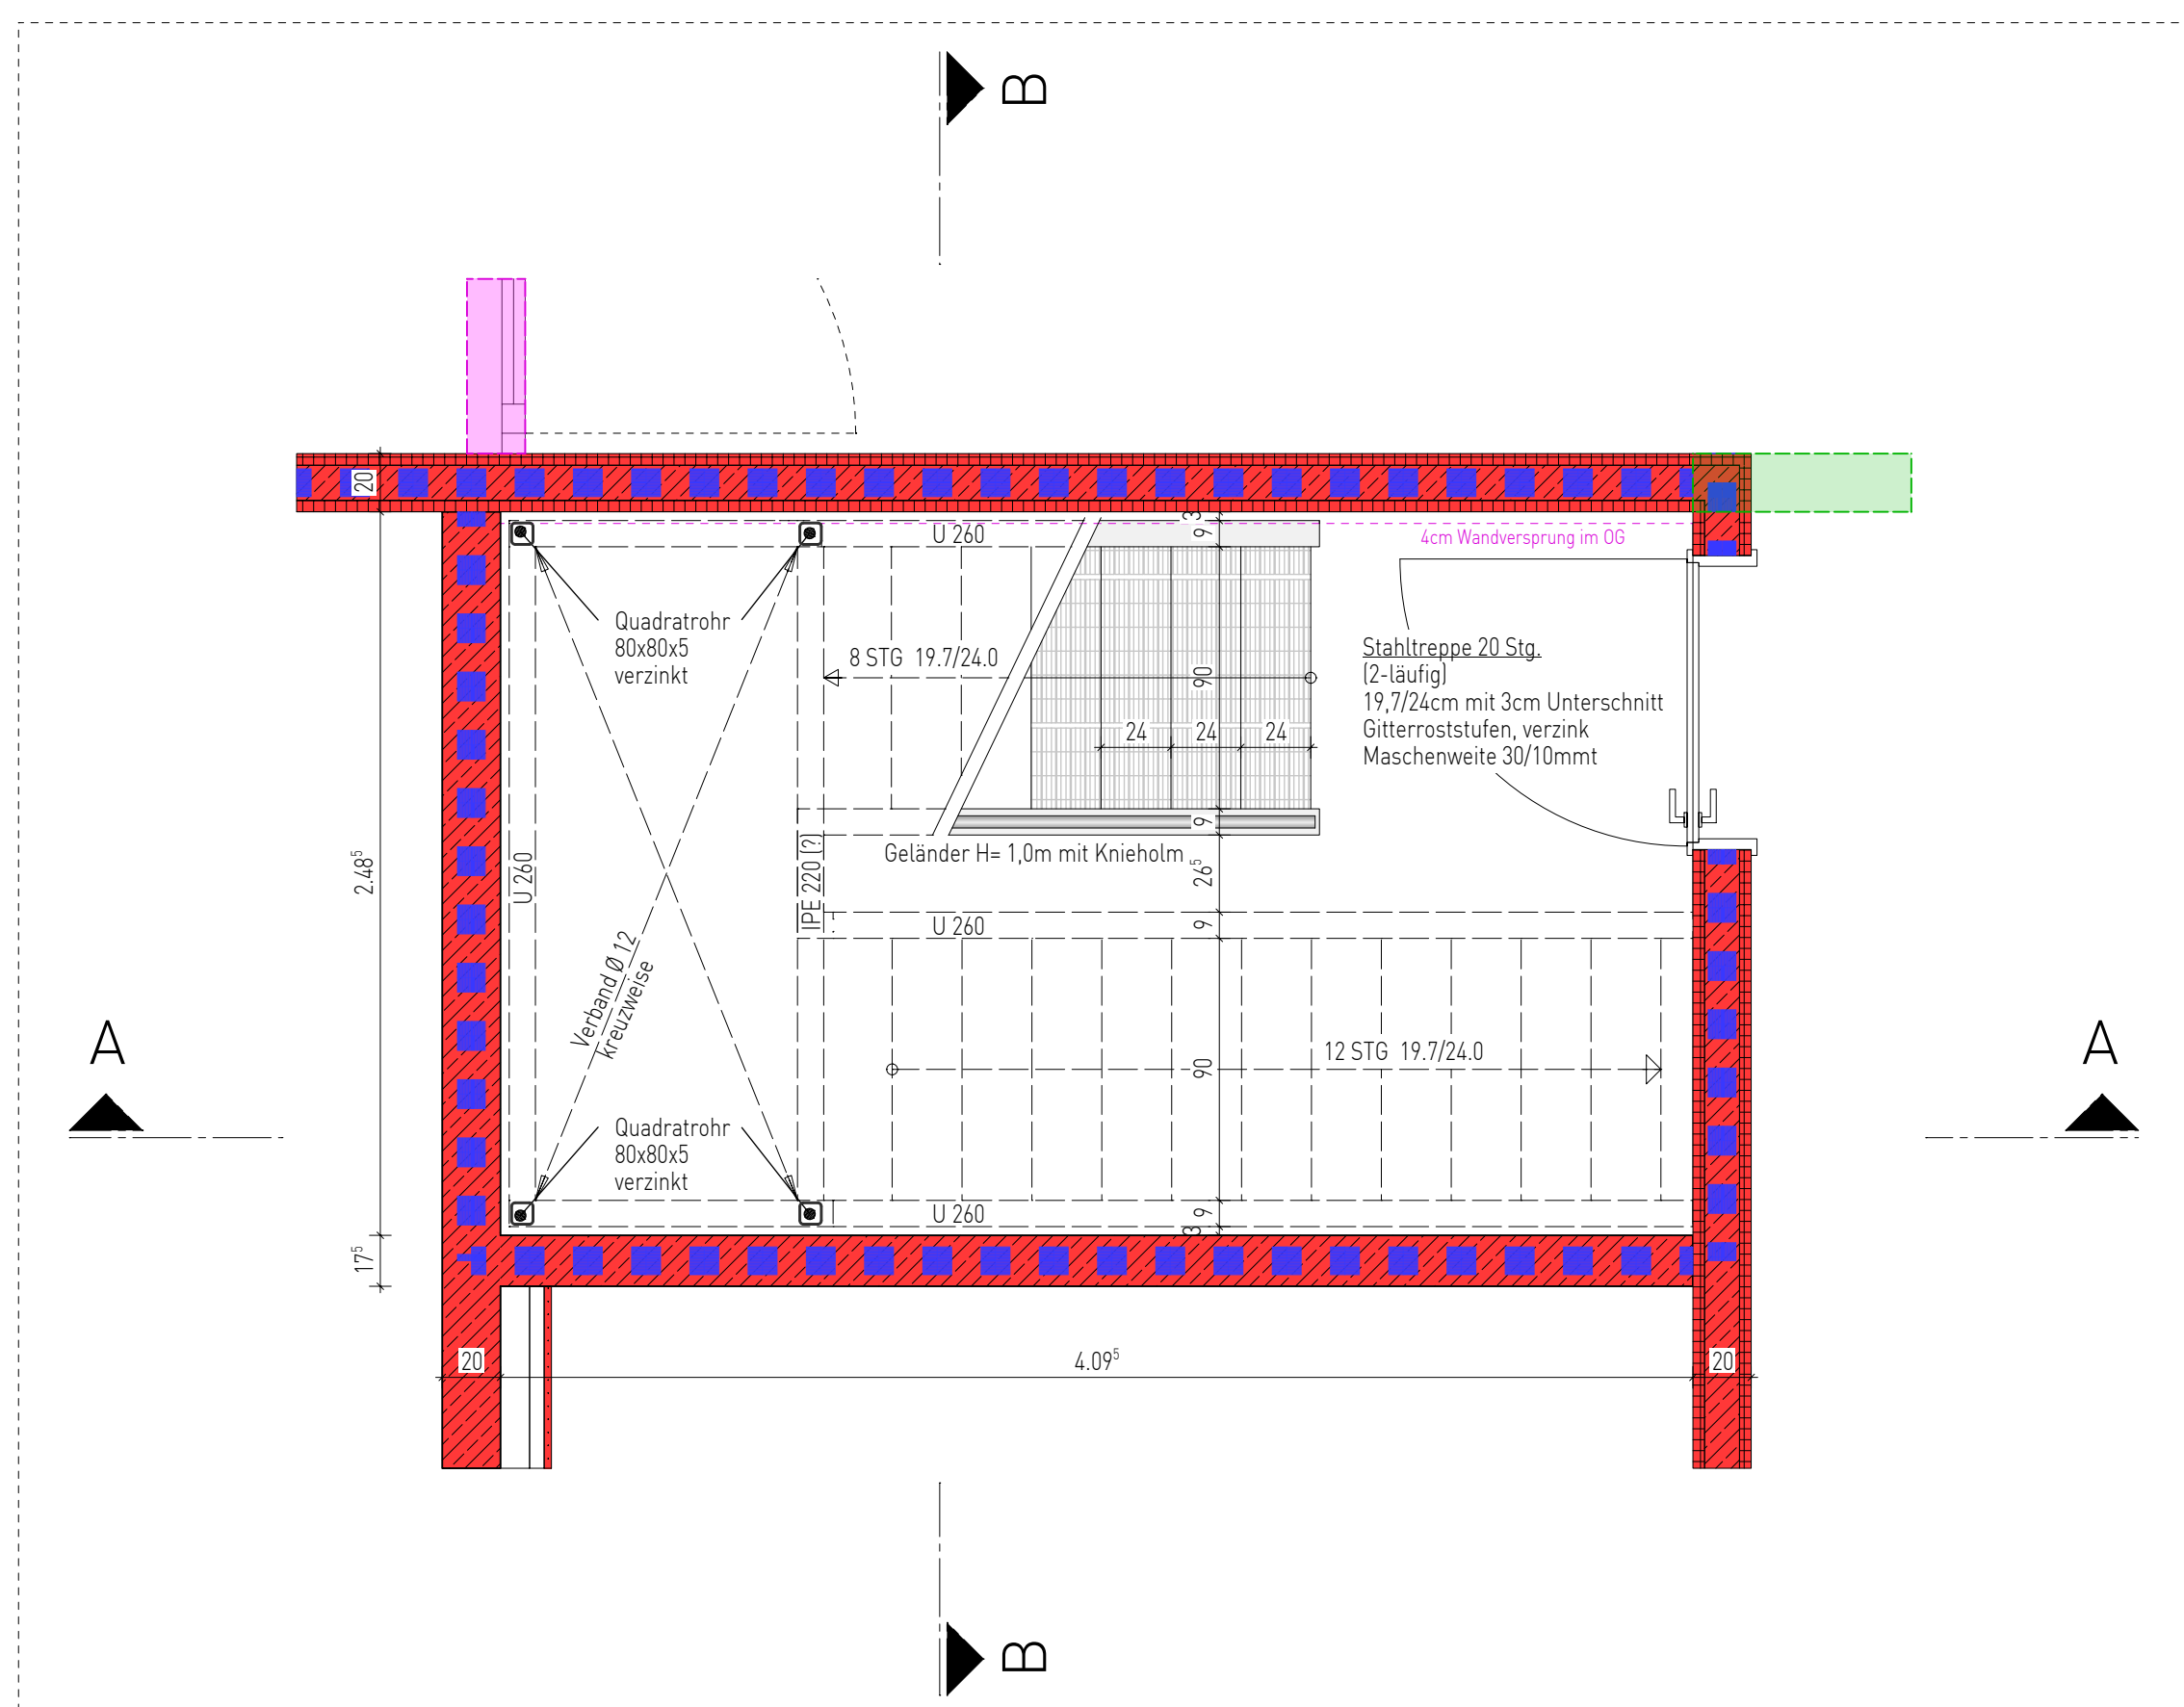 B
20
U 260
3
9
4cm Wandversprung im OG
Quadratrohr
80x80x5
verzinkt
8 STG 19.7/24.0
90
Stahltreppe 20 Stg.
(2-läufig)
19,7/24cm mit 3cm Unterschnitt
Gitterroststufen, verzink
Maschenweite 30/10mmt
24
24
24
9
Geländer H= 1,0m mit Knieholm
2.48⁵
U 260
IPE 220 (?)
26⁵
U 260
9
Verband Ø 12
kreuzweise
A
A
12 STG 19.7/24.0
90
Quadratrohr
80x80x5
verzinkt
U 260
9
3
17⁵
20
4.09⁵
20
B